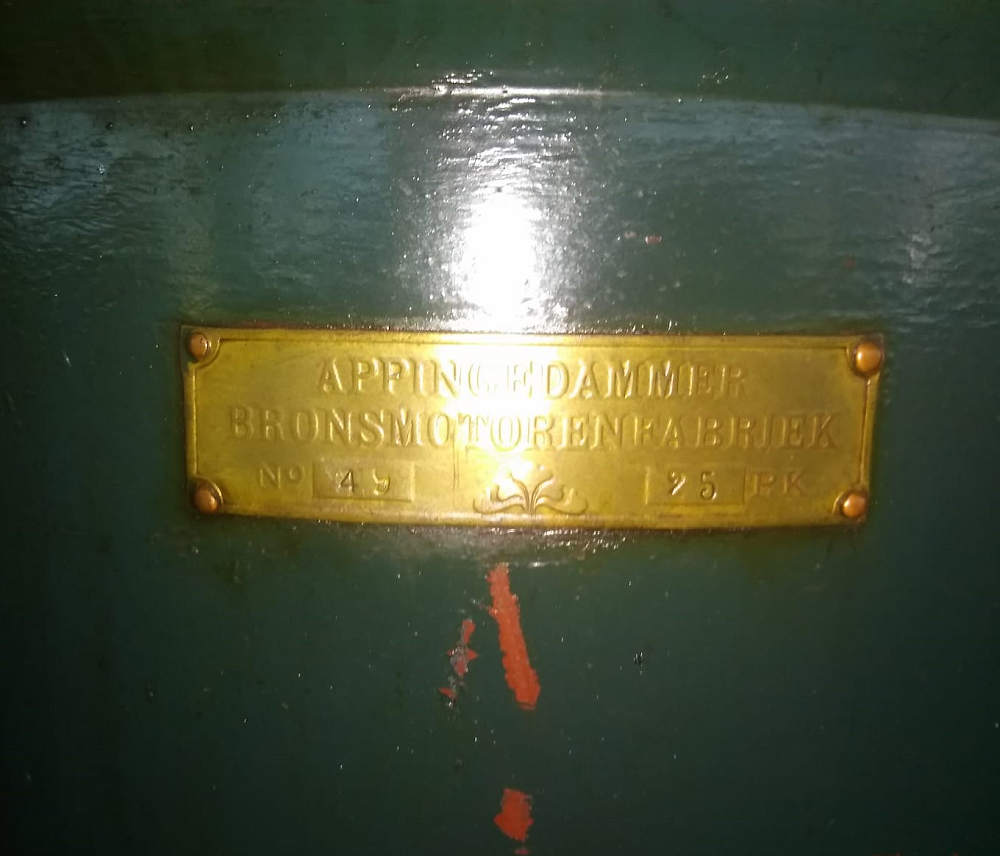 APPINGEDAMMER
BRONSMOTORENFABRIEK
No 49 25 PK